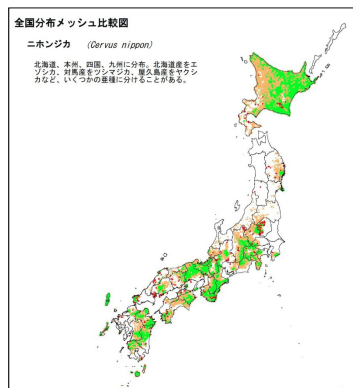 全国分布メッシュ比較図
ニホンジカ (Cervus nippon)
北海道、本州、四国、九州に分布。北海道産をエ
ゾシカ、対馬産をツシマジカ、屋久島産をヤクシ
カなど、いくつかの亜種に分けることがある。